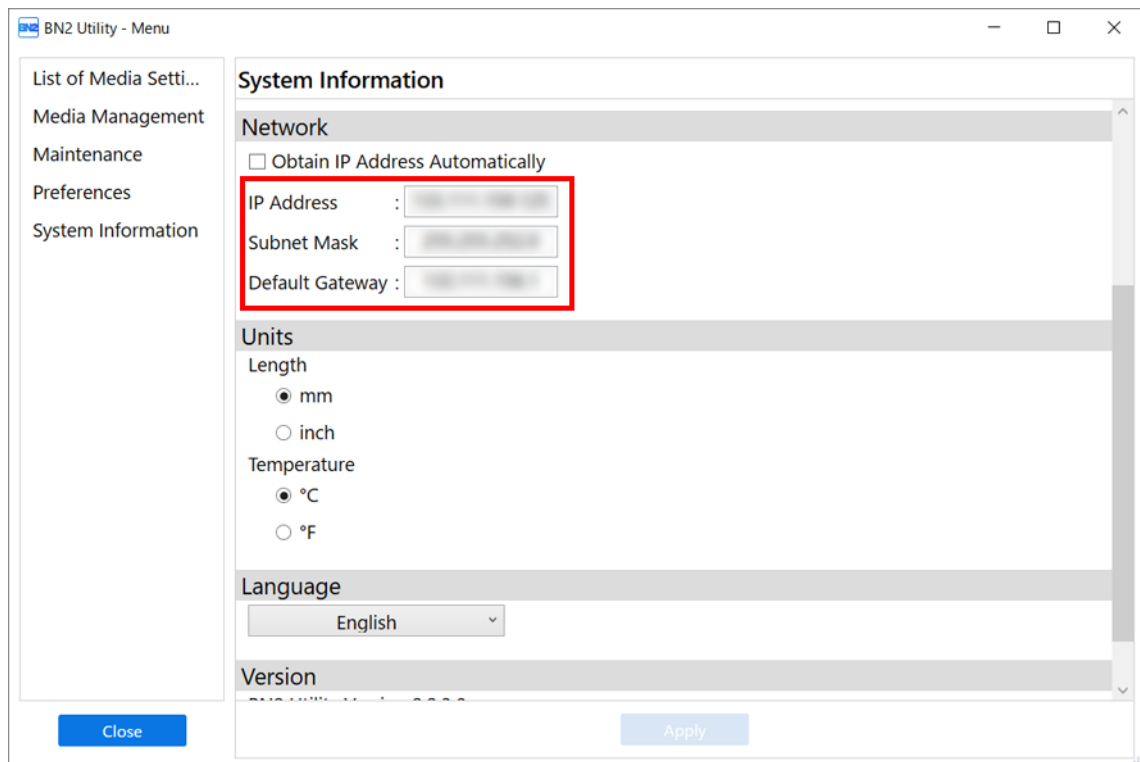 BN2 BN2 Utility - Menu
List of Media Setti...
Media Management
Maintenance
Preferences
System Information
System Information
Network
Obtain IP Address Automatically
IP Address :
Subnet Mask :
Default Gateway :
Units
Length
mm
inch
Temperature
°C
°F
Language
English
Version
Close
Apply